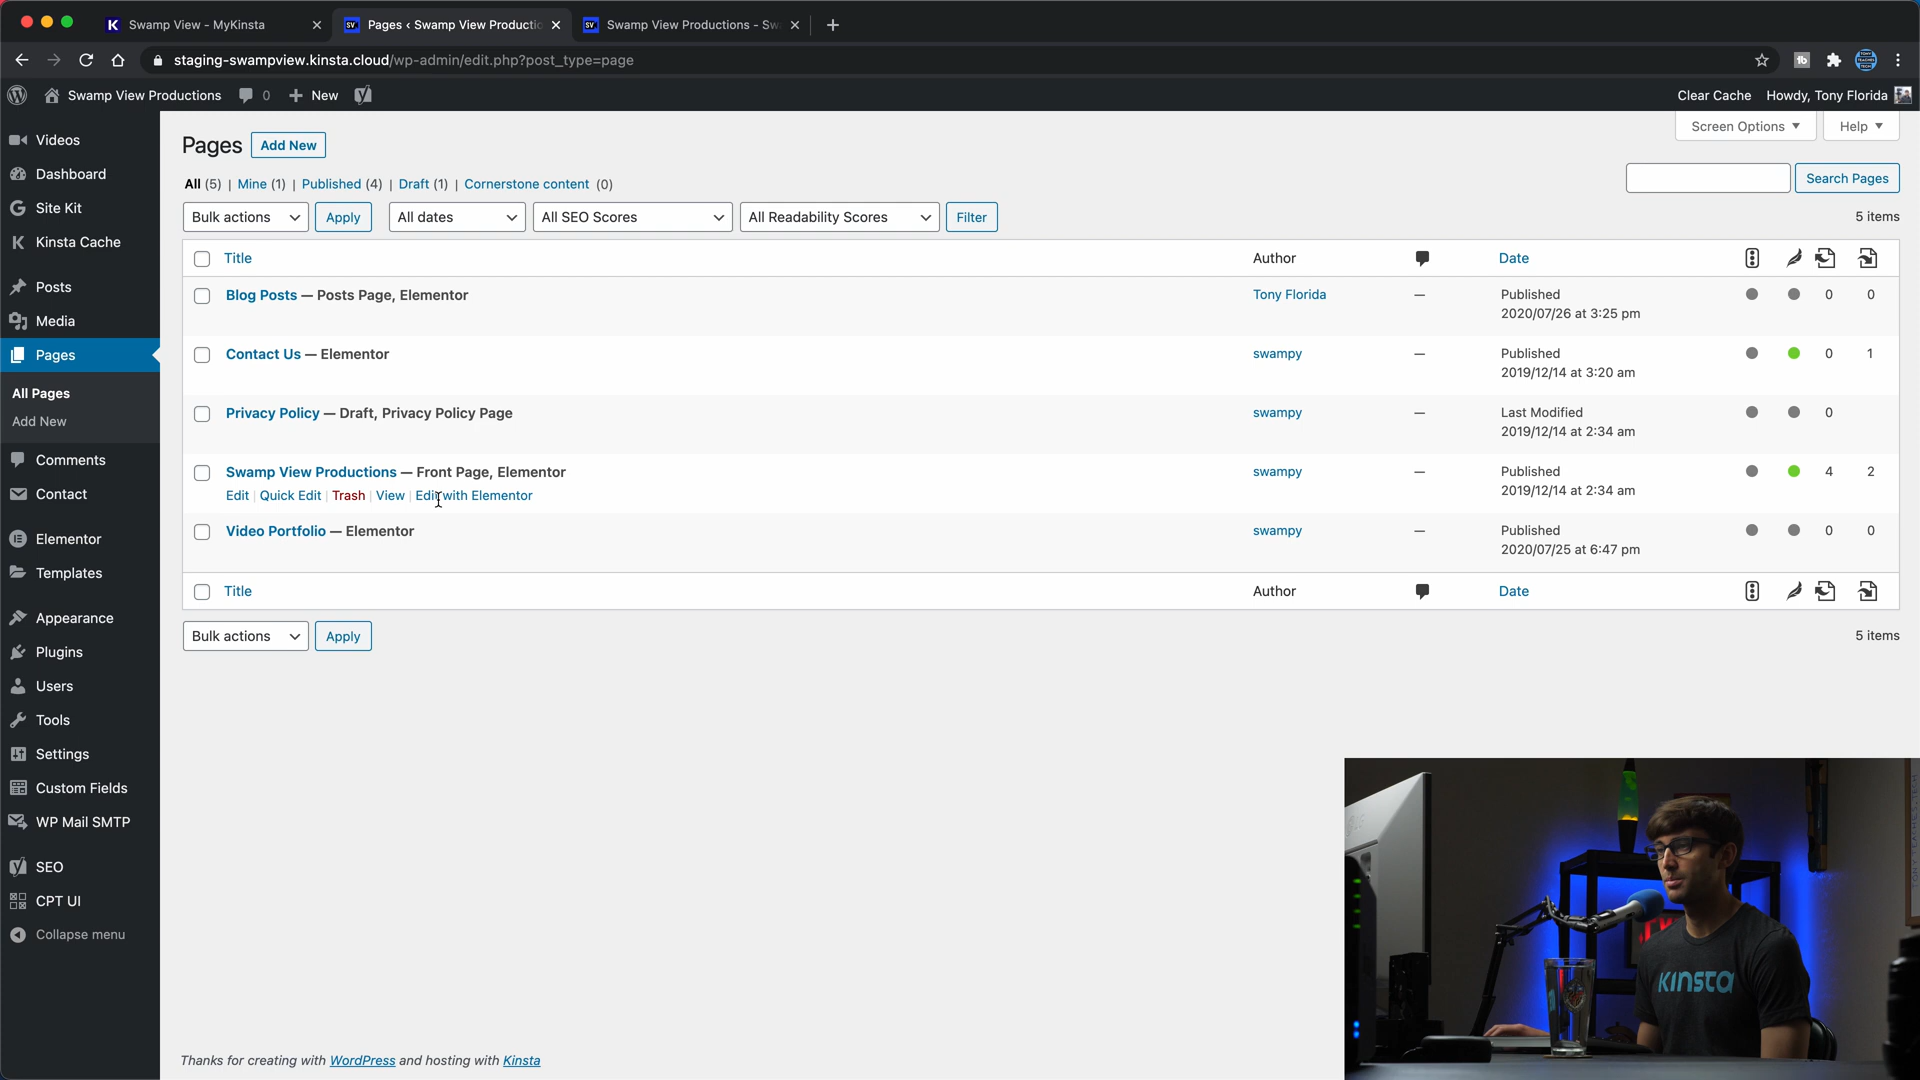 Swamp View - MyKinsta
Pages ‹ Swamp View Producti
Swamp View Productions - Sw
staging-swampview.kinsta.cloud/wp-admin/edit.php?post_type=page
Swamp View Productions 0 New Clear Cache Howdy, Tony Florida
Videos
Dashboard
Site Kit
Kinsta Cache
Posts
Media
Pages
All Pages
Add New
Comments
Contact
Elementor
Templates
Appearance
Plugins
Users
Tools
Settings
Custom Fields
WP Mail SMTP
SEO
CPT UI
Collapse menu
Screen Options Help
Pages Add New
All (5) | Mine (1) | Published (4) | Draft (1) | Cornerstone content (0)
Search Pages
Bulk actions Apply All dates All SEO Scores All Readability Scores Filter 5 items
Title Author Date
Blog Posts — Posts Page, Elementor Tony Florida — Published 0 0
2020/07/26 at 3:25 pm
Contact Us — Elementor swampy — Published 0 1
2019/12/14 at 3:20 am
Privacy Policy — Draft, Privacy Policy Page swampy — Last Modified 0
2019/12/14 at 2:34 am
Swamp View Productions — Front Page, Elementor swampy — Published 4 2
Edit | Quick Edit | Trash | View | Edit with Elementor 2019/12/14 at 2:34 am
Video Portfolio — Elementor swampy — Published 0 0
2020/07/25 at 6:47 pm
Title Author Date
Bulk actions Apply 5 items
KINSTA
Thanks for creating with WordPress and hosting with Kinsta